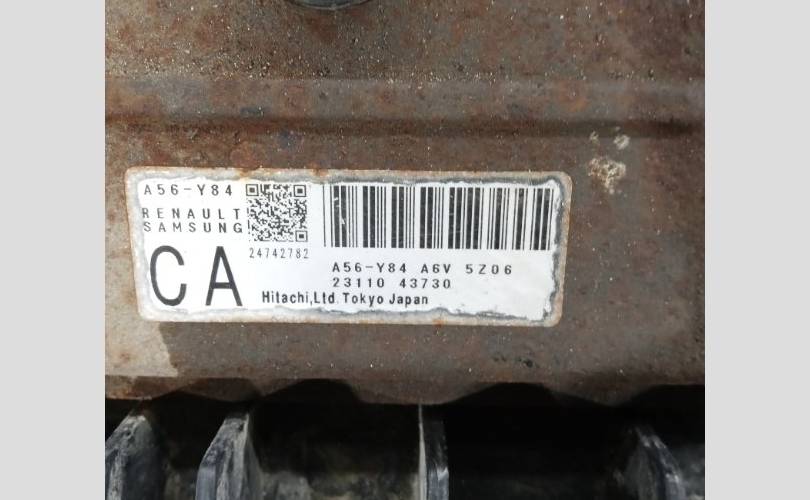 A56-Y84
RENAULT
SAMSUNG
24742782
CA
A56-Y84 A6V 5Z06
23110 43730
Hitachi,Ltd.Tokyo Japan